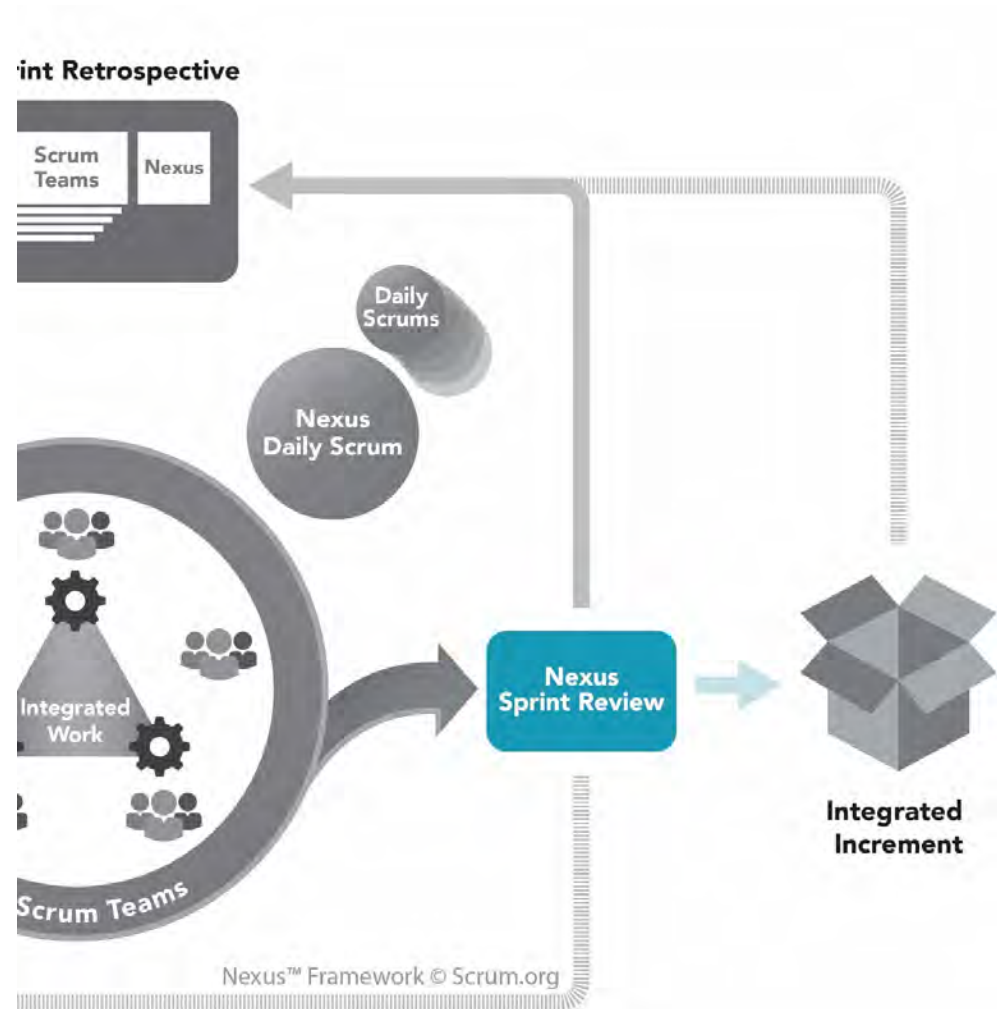 int Retrospective
Scrum
Teams
Nexus
Daily
Scrums
Nexus
Daily Scrum
Integrated
Work
Nexus
Sprint Review
Integrated
Increment
Scrum Teams
Nexus™ Framework © Scrum.org